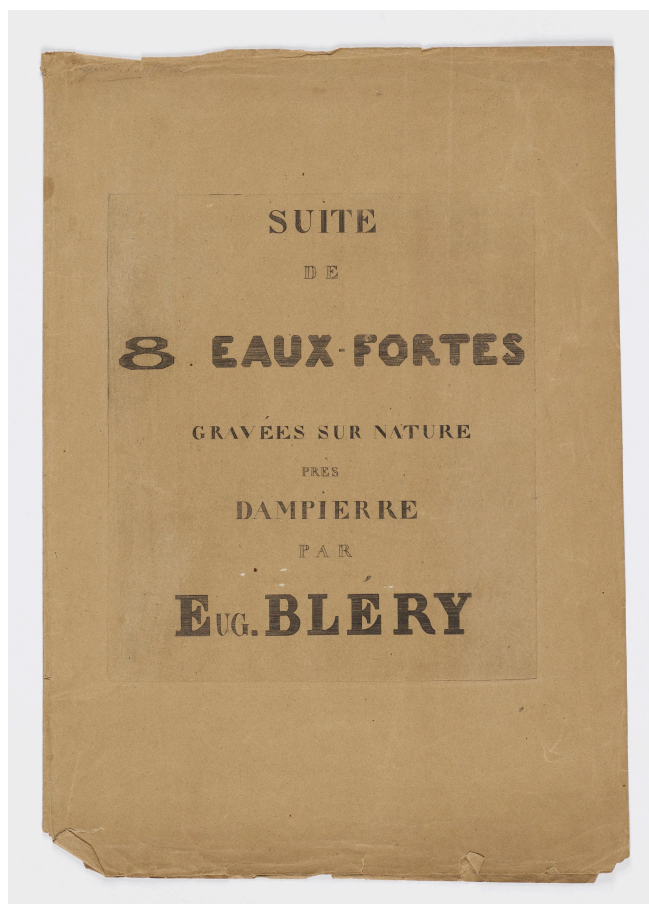 SUITE
DE
8 EAUX-FORTES
GRAVÉES SUR NATURE
PRES
DAMPIERRE
PAR
EUG. BLÉRY